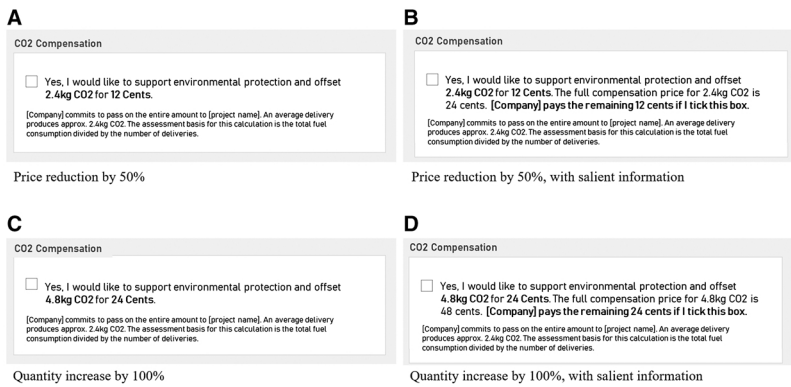 A
CO2 Compensation
Yes, I would like to support environmental protection and offset
2.4kg CO2 for 12 Cents.
[Company] commits to pass on the entire amount to [project name]. An average delivery
produces approx. 2.4kg CO2. The assessment basis for this calculation is the total fuel
consumption divided by the number of deliveries.
Price reduction by 50%
B
CO2 Compensation
Yes, I would like to support environmental protection and offset
2.4kg CO2 for 12 Cents. The full compensation price for 2.4kg CO2 is
24 cents. [Company] pays the remaining 12 cents if I tick this box.
[Company] commits to pass on the entire amount to [project name]. An average delivery
produces approx. 2.4kg CO2. The assessment basis for this calculation is the total fuel
consumption divided by the number of deliveries.
Price reduction by 50%, with salient information
C
CO2 Compensation
Yes, I would like to support environmental protection and offset
4.8kg CO2 for 24 Cents.
[Company] commits to pass on the entire amount to [project name]. An average delivery
produces approx. 2.4kg CO2. The assessment basis for this calculation is the total fuel
consumption divided by the number of deliveries.
Quantity increase by 100%
D
CO2 Compensation
Yes, I would like to support environmental protection and offset
4.8kg CO2 for 24 Cents. The full compensation price for 4.8kg CO2 is
48 cents. [Company] pays the remaining 24 cents if I tick this box.
[Company] commits to pass on the entire amount to [project name]. An average delivery
produces approx. 2.4kg CO2. The assessment basis for this calculation is the total fuel
consumption divided by the number of deliveries.
Quantity increase by 100%, with salient information